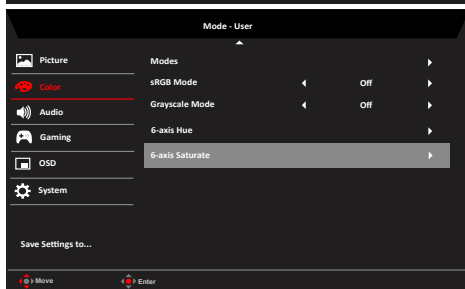 Mode - User
Picture
Color
Audio
Gaming
OSD
System
Save Settings to...
Modes
sRGB Mode Off
Grayscale Mode Off
6-axis Hue
6-axis Saturate
Move Enter